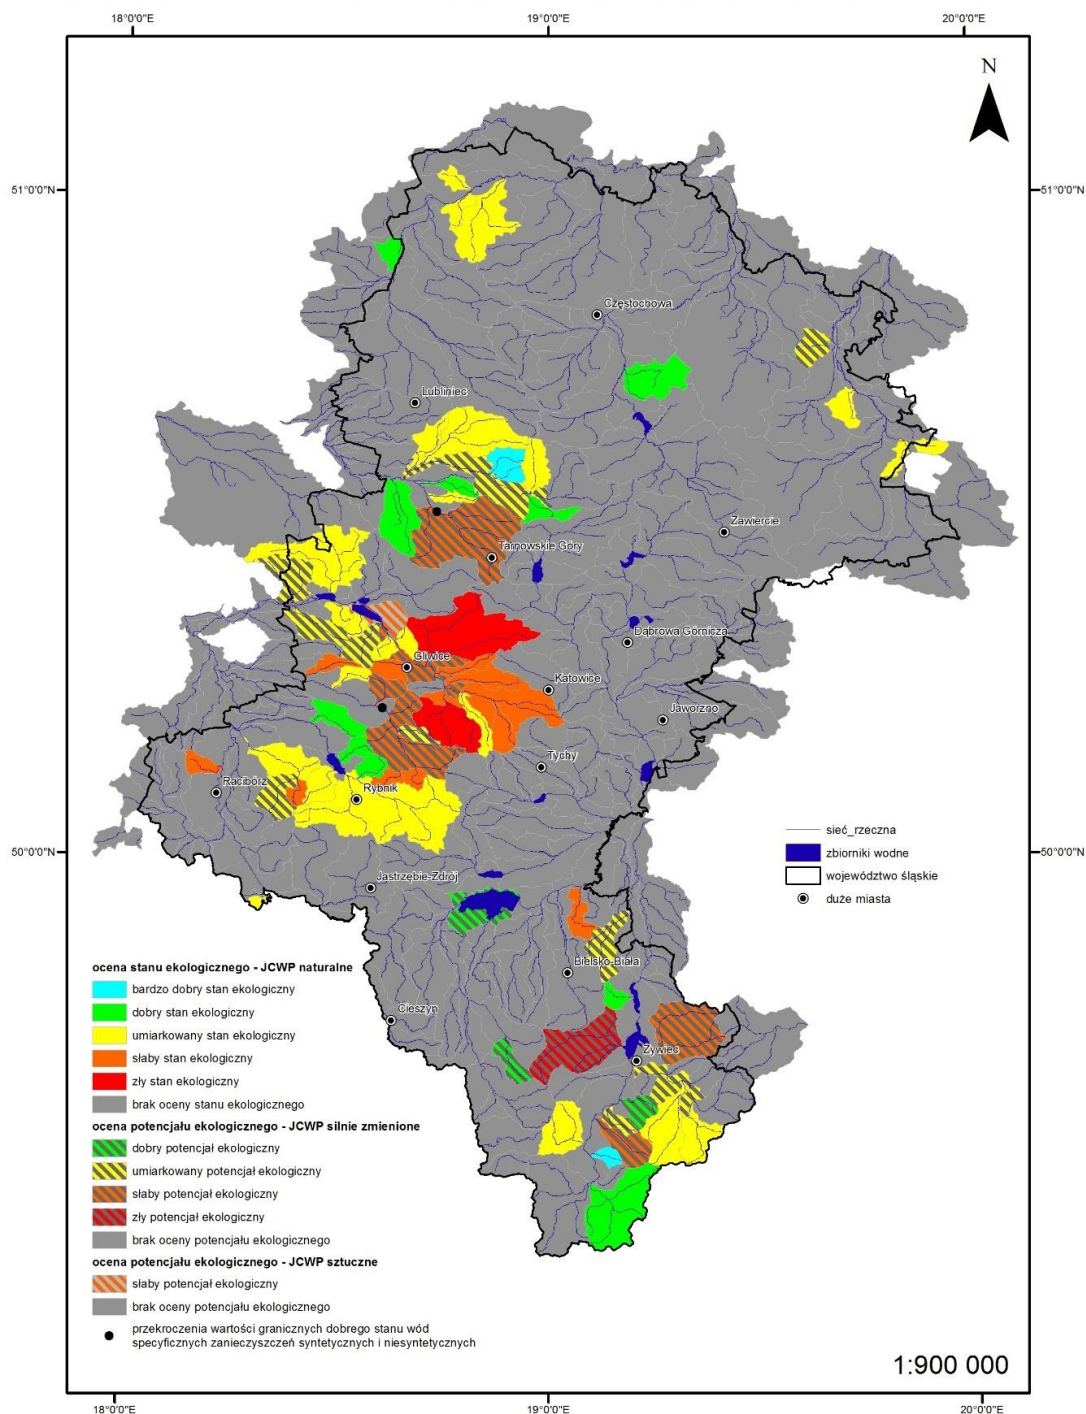 18°0'0"E 19°0'0"E 20°0'0"E
N
51°0'0"N 51°0'0"N
Częstochowa
Lubliniec
Zawiercie
Tarnowskie Góry
Dąbrowa Górnicza
Gliwice
Katowice
Jaworzno
Tychy
Racibórz
Rybnik
50°0'0"N 50°0'0"N
sieć_rzeczna
zbiorniki wodne
województwo śląskie
duże miasta
Jastrzębie-Zdrój
Bielsko-Biała
Cieszyn
Żywiec
ocena stanu ekologicznego - JCWP naturalne
bardzo dobry stan ekologiczny
dobry stan ekologiczny
umiarkowany stan ekologiczny
słaby stan ekologiczny
zły stan ekologiczny
brak oceny stanu ekologicznego
ocena potencjału ekologicznego - JCWP silnie zmienione
dobry potencjał ekologiczny
umiarkowany potencjał ekologiczny
słaby potencjał ekologiczny
zły potencjał ekologiczny
brak oceny potencjału ekologicznego
ocena potencjału ekologicznego - JCWP sztuczne
słaby potencjał ekologiczny
brak oceny potencjału ekologicznego
przekroczenia wartości granicznych dobrego stanu wód
specyficznych zanieczyszczeń syntetycznych i niesyntetycznych
1:900 000
18°0'0"E 19°0'0"E 20°0'0"E